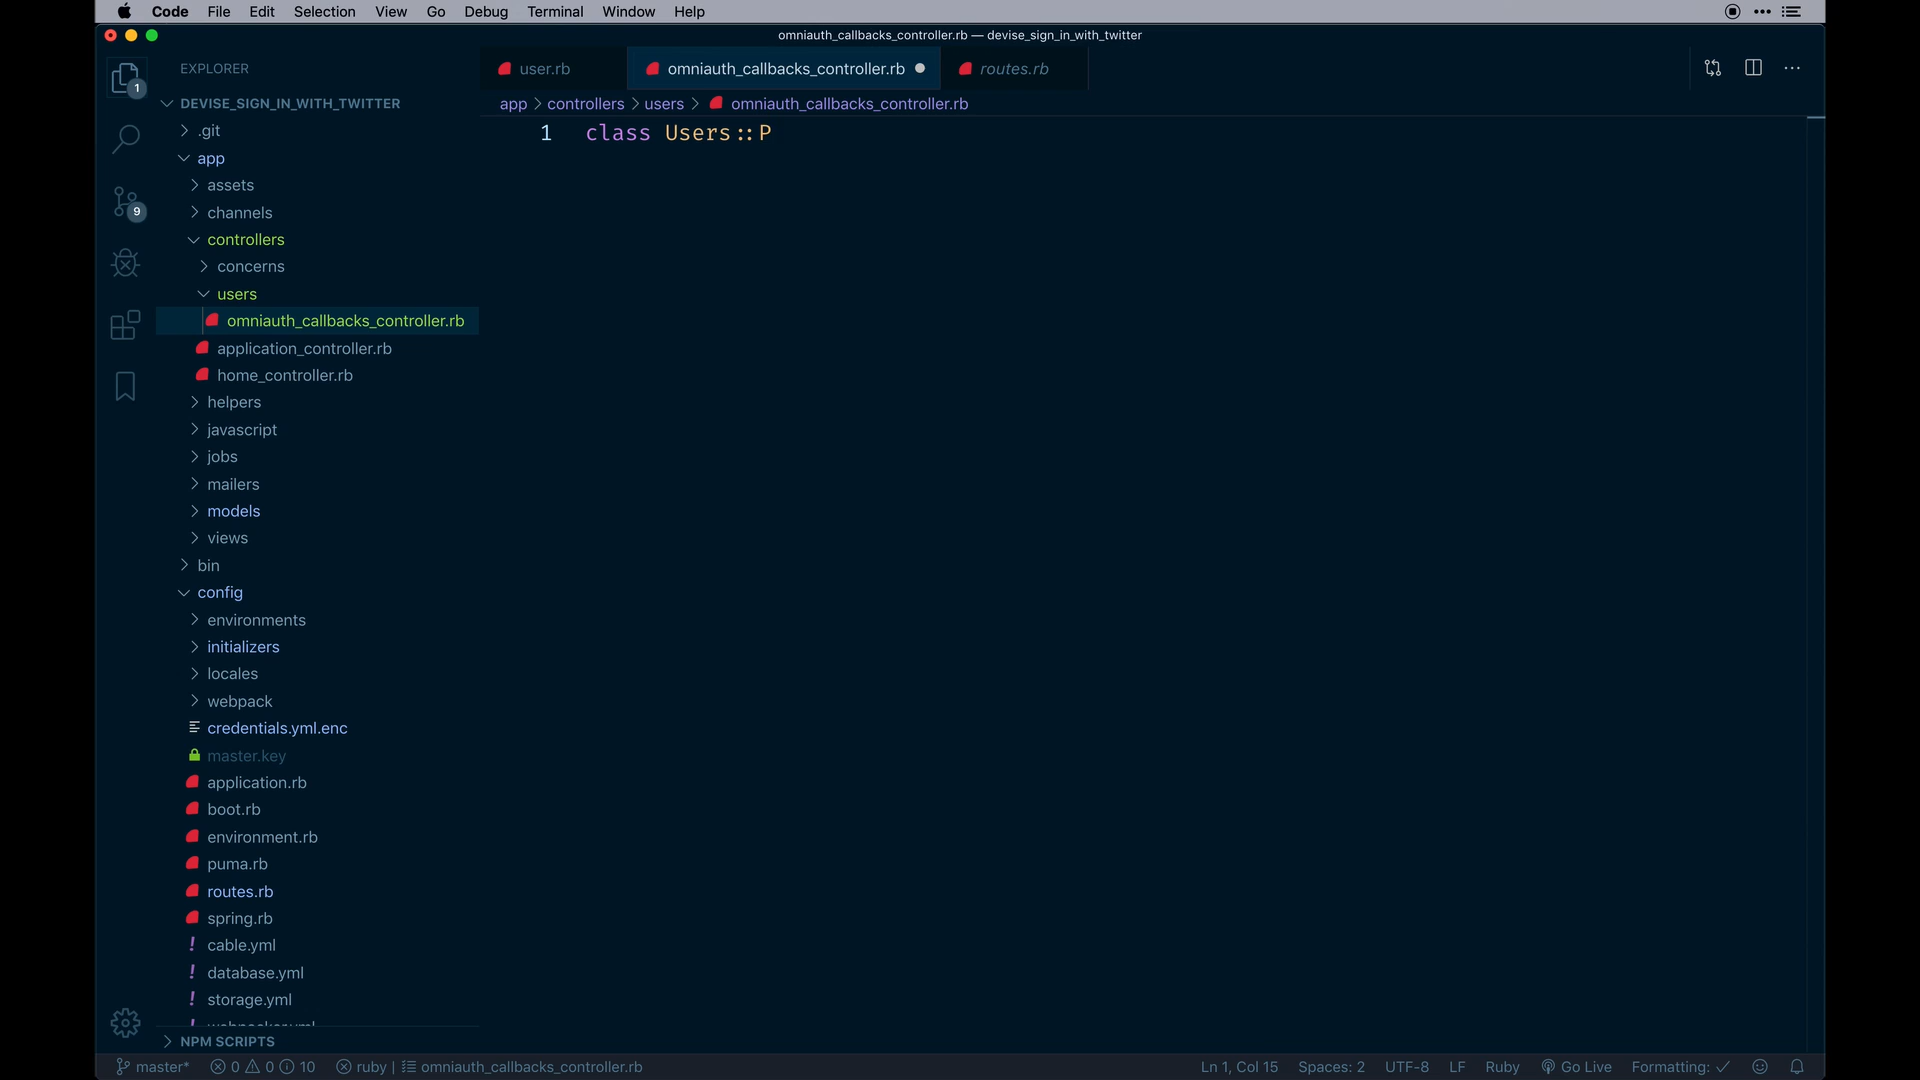 Code File Edit Selection View Go Debug Terminal Window Help
omniauth_callbacks_controller.rb — devise_sign_in_with_twitter
EXPLORER
user.rb
omniauth_callbacks_controller.rb
routes.rb
1
9
DEVISE_SIGN_IN_WITH_TWITTER
app > controllers > users > omniauth_callbacks_controller.rb
1 class Users::P
.git
app
assets
channels
controllers
concerns
users
omniauth_callbacks_controller.rb
application_controller.rb
home_controller.rb
helpers
javascript
jobs
mailers
models
views
bin
config
environments
initializers
locales
webpack
credentials.yml.enc
master.key
application.rb
boot.rb
environment.rb
puma.rb
routes.rb
spring.rb
! cable.yml
! database.yml
! storage.yml
NPM SCRIPTS
master* 0 0 10 ruby | omniauth_callbacks_controller.rb Ln 1, Col 15 Spaces: 2 UTF-8 LF Ruby Go Live Formatting: ✓